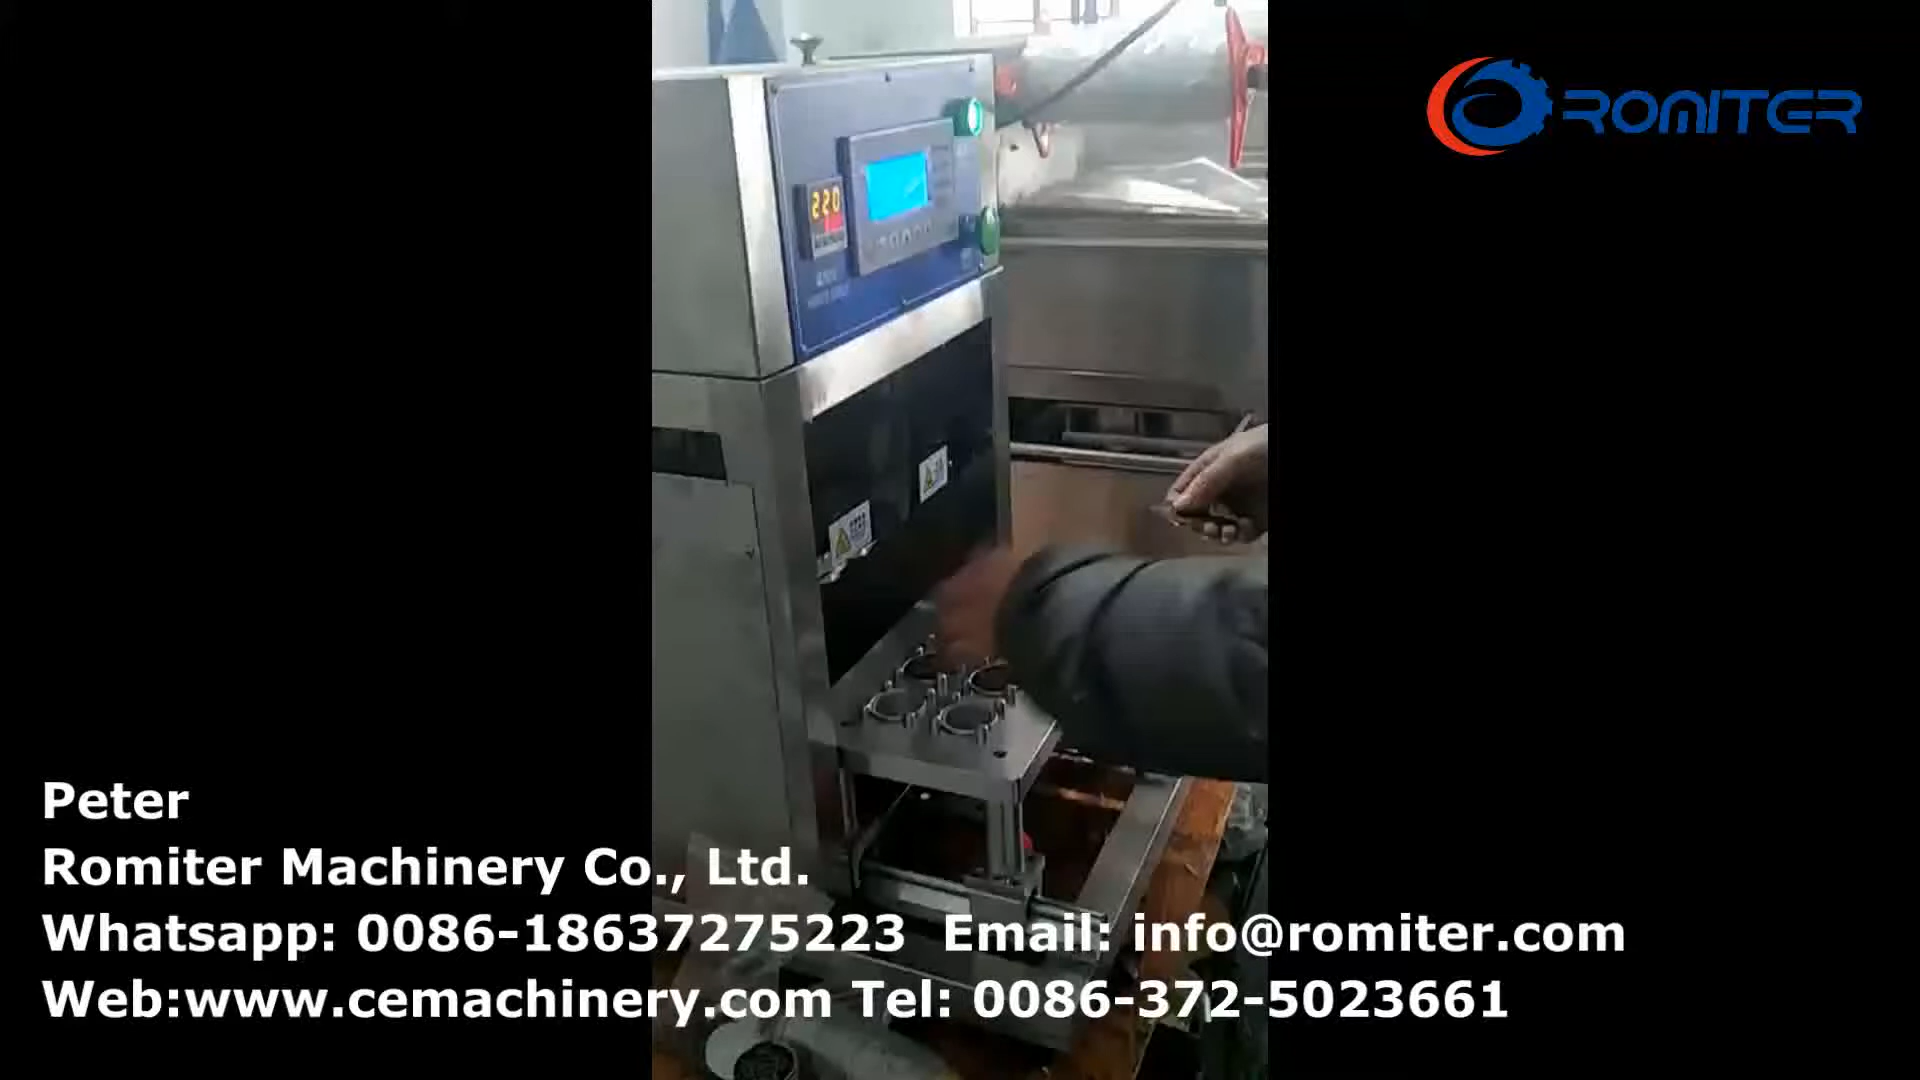 ROMITER
220
Peter
Romiter Machinery Co., Ltd.
Whatsapp: 0086-18637275223 Email: info@romiter.com
Web:www.cemachinery.com Tel: 0086-372-5023661